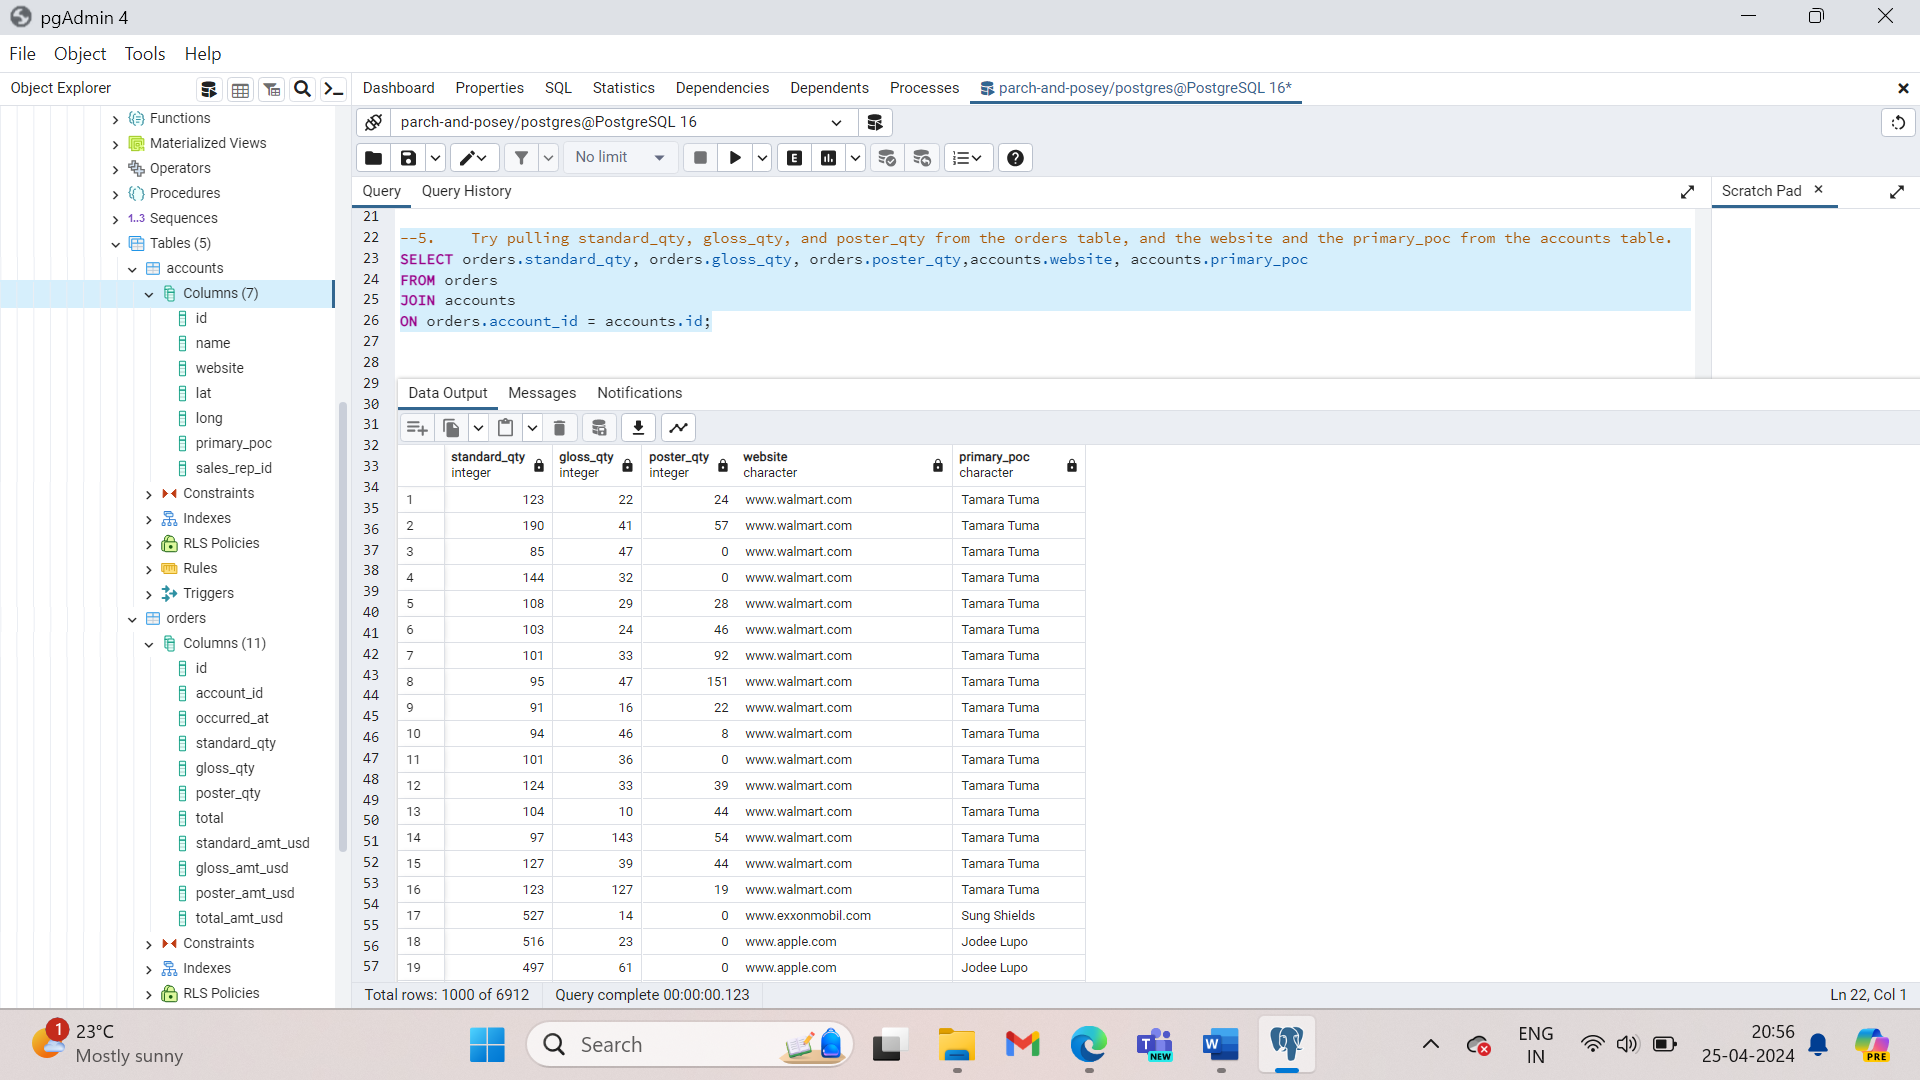 pgAdmin 4
File Object Tools Help
Object Explorer
Dashboard Properties SQL Statistics Dependencies Dependents Processes parch-and-posey/postgres@PostgreSQL 16*
Functions
Materialized Views
Operators
Procedures
1..3 Sequences
Tables (5)
accounts
Columns (7)
id
name
website
lat
long
primary_poc
sales_rep_id
Constraints
Indexes
RLS Policies
Rules
Triggers
orders
Columns (11)
id
account_id
occurred_at
standard_qty
gloss_qty
poster_qty
total
standard_amt_usd
gloss_amt_usd
poster_amt_usd
total_amt_usd
Constraints
Indexes
RLS Policies
parch-and-posey/postgres@PostgreSQL 16
No limit
E
Query Query History
Scratch Pad
21
22 --5. Try pulling standard_qty, gloss_qty, and poster_qty from the orders table, and the website and the primary_poc from the accounts table.
23 SELECT orders.standard_qty, orders.gloss_qty, orders.poster_qty,accounts.website, accounts.primary_poc
24 FROM orders
25 JOIN accounts
26 ON orders.account_id = accounts.id;
27
28
29
30
31
32
33
34
35
36
37
38
39
40
41
42
43
44
45
46
47
48
49
50
51
52
53
54
55
56
57
Data Output Messages Notifications
standard_qty gloss_qty poster_qty website primary_poc
integer integer integer character character
1 123 22 24 www.walmart.com Tamara Tuma
2 190 41 57 www.walmart.com Tamara Tuma
3 85 47 0 www.walmart.com Tamara Tuma
4 144 32 0 www.walmart.com Tamara Tuma
5 108 29 28 www.walmart.com Tamara Tuma
6 103 24 46 www.walmart.com Tamara Tuma
7 101 33 92 www.walmart.com Tamara Tuma
8 95 47 151 www.walmart.com Tamara Tuma
9 91 16 22 www.walmart.com Tamara Tuma
10 94 46 8 www.walmart.com Tamara Tuma
11 101 36 0 www.walmart.com Tamara Tuma
12 124 33 39 www.walmart.com Tamara Tuma
13 104 10 44 www.walmart.com Tamara Tuma
14 97 143 54 www.walmart.com Tamara Tuma
15 127 39 44 www.walmart.com Tamara Tuma
16 123 127 19 www.walmart.com Tamara Tuma
17 527 14 0 www.exxonmobil.com Sung Shields
18 516 23 0 www.apple.com Jodee Lupo
19 497 61 0 www.apple.com Jodee Lupo
Total rows: 1000 of 6912 Query complete 00:00:00.123 Ln 22, Col 1
1
23°C
Mostly sunny
Search
NEW
W
ENG
IN
20:56
25-04-2024
PRE